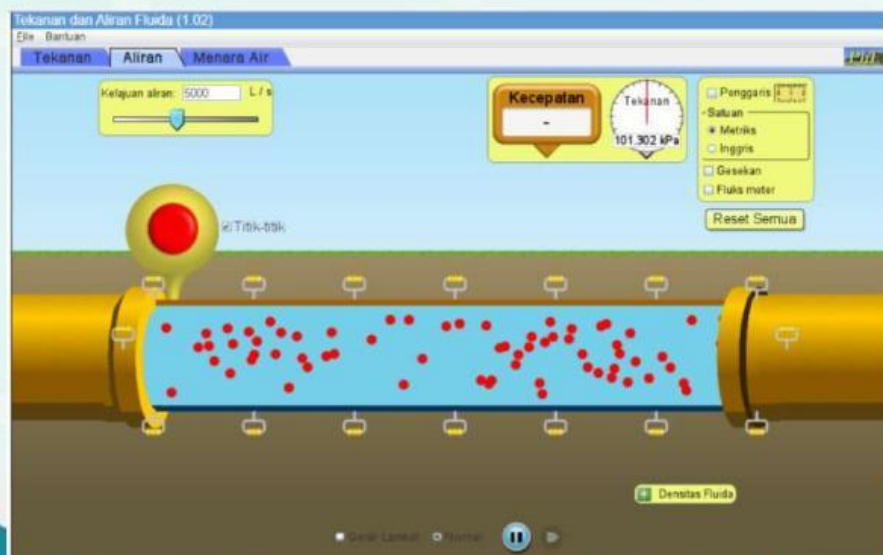 Tekanan dan Aliran Fluida (1.02)
File Bantuan
Tekanan Aliran Menara Air
Kelajuan aliran: 5000 L / s
Kecepatan
-
Tekanan
101.302 kPa
Penggaris
Satuan
Metriks
Inggris
Gesekan
Fluks meter
Reset Semua
Titik-titik
Densitas Fluida
Gerak Lambat Normal